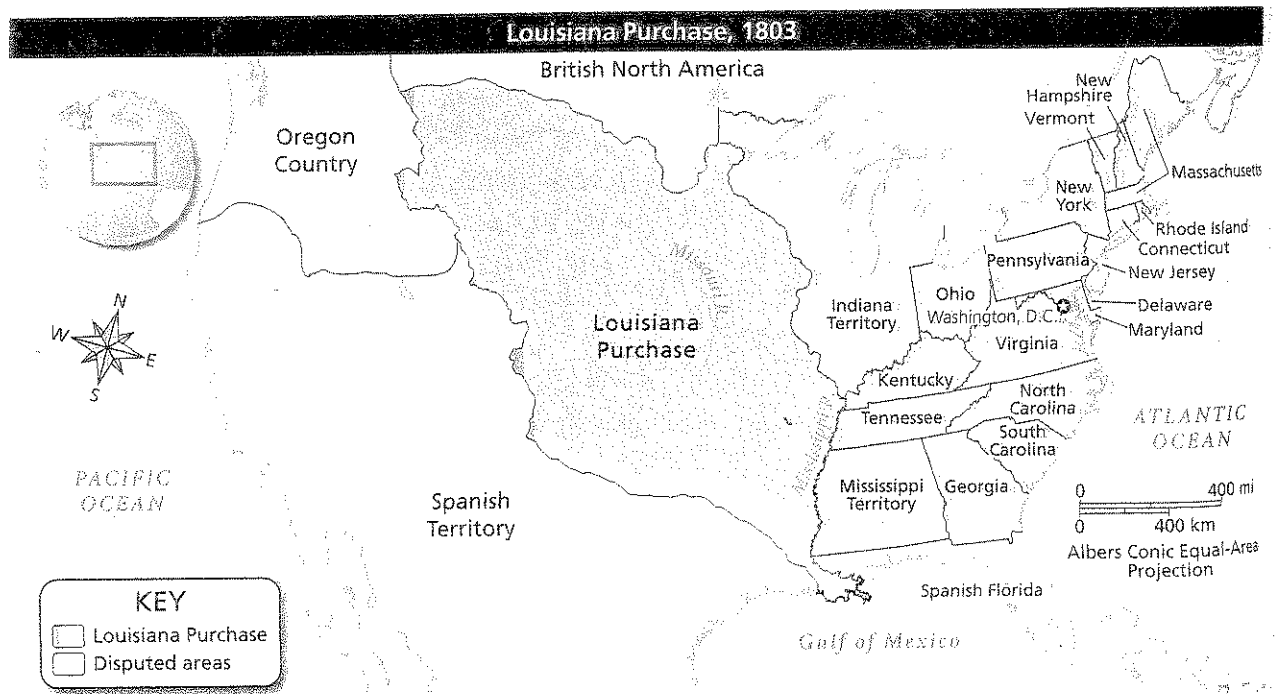 Louisiana Purchase, 1803
British North America
New
Hampshire
Vermont
Oregon
Country
Massachusetts
New
York
Rhode Island
Connecticut
Pennsylvania
New Jersey
Missouri R.
Ohio
Indiana
Territory
Delaware
Washington, D.C.
Maryland
Louisiana
Purchase
Virginia
N
W
E
S
Kentucky
North
Carolina
Tennessee
ATLANTIC
OCEAN
South
Carolina
Mississippi
PACIFIC
OCEAN
Mississippi
Territory
Georgia
Spanish
Territory
0 400 mi
0 400 km
Albers Conic Equal-Area
Projection
KEY
Louisiana Purchase
Disputed areas
Spanish Florida
Gulf of Mexico